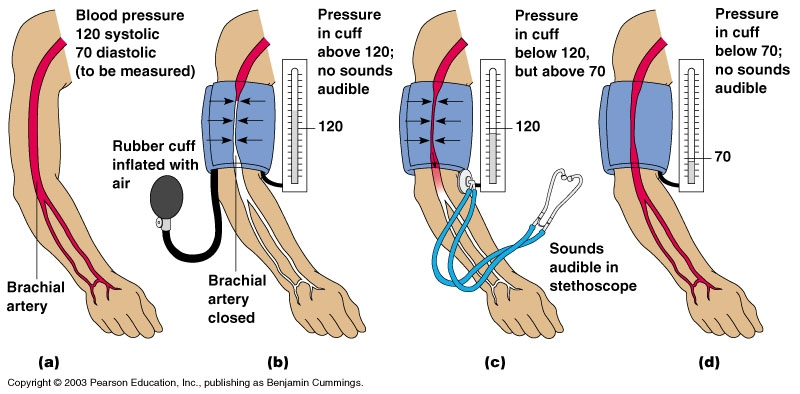 Blood pressure
120 systolic
70 diastolic
(to be measured)
Brachial
artery
(a)
Pressure
in cuff
above 120;
no sounds
audible
120
Rubber cuff
inflated with
air
Brachial
artery
closed
(b)
Pressure
in cuff
below 120,
but above 70
120
Sounds
audible in
stethoscope
(c)
Pressure
in cuff
below 70;
no sounds
audible
70
(d)
Copyright © 2003 Pearson Education, Inc., publishing as Benjamin Cummings.